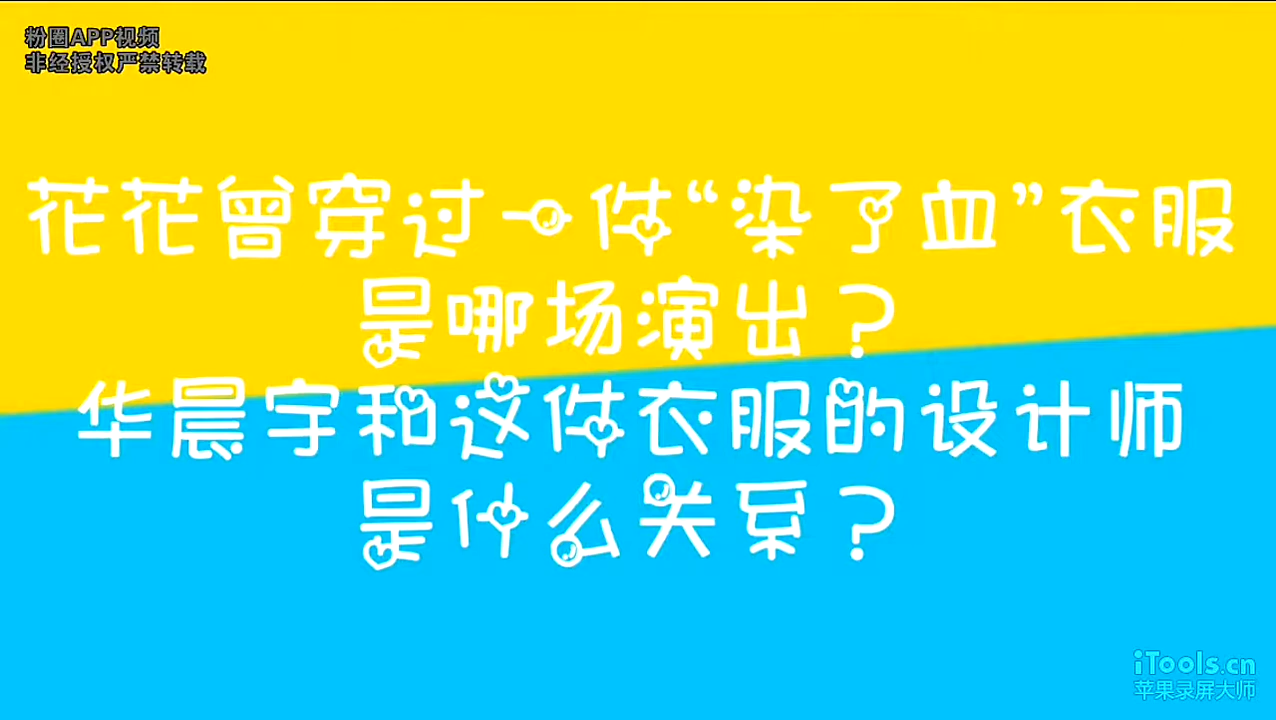 粉圈APP视频
非经授权严禁转载
花花曾穿过一件“染了血”衣服
是哪场演出？
华晨宇和这件衣服的设计师
是什么关系？
iTools.cn
苹果录屏大师